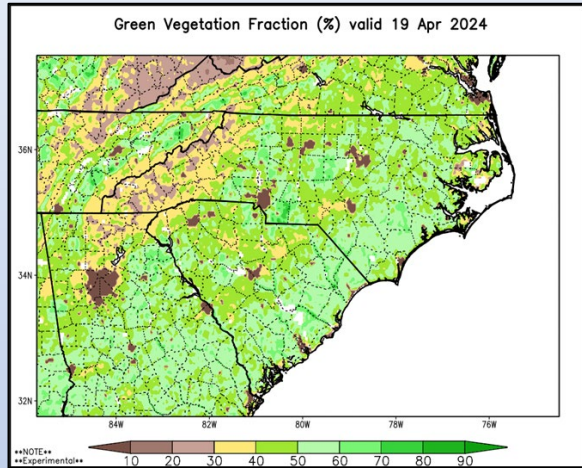 Green Vegetation Fraction (%) valid 19 Apr 2024
36N
34N
32N
84W 82W 80W 78W 76W
**NOTE**
**Experimental**
10 20 30 40 50 60 70 80 90